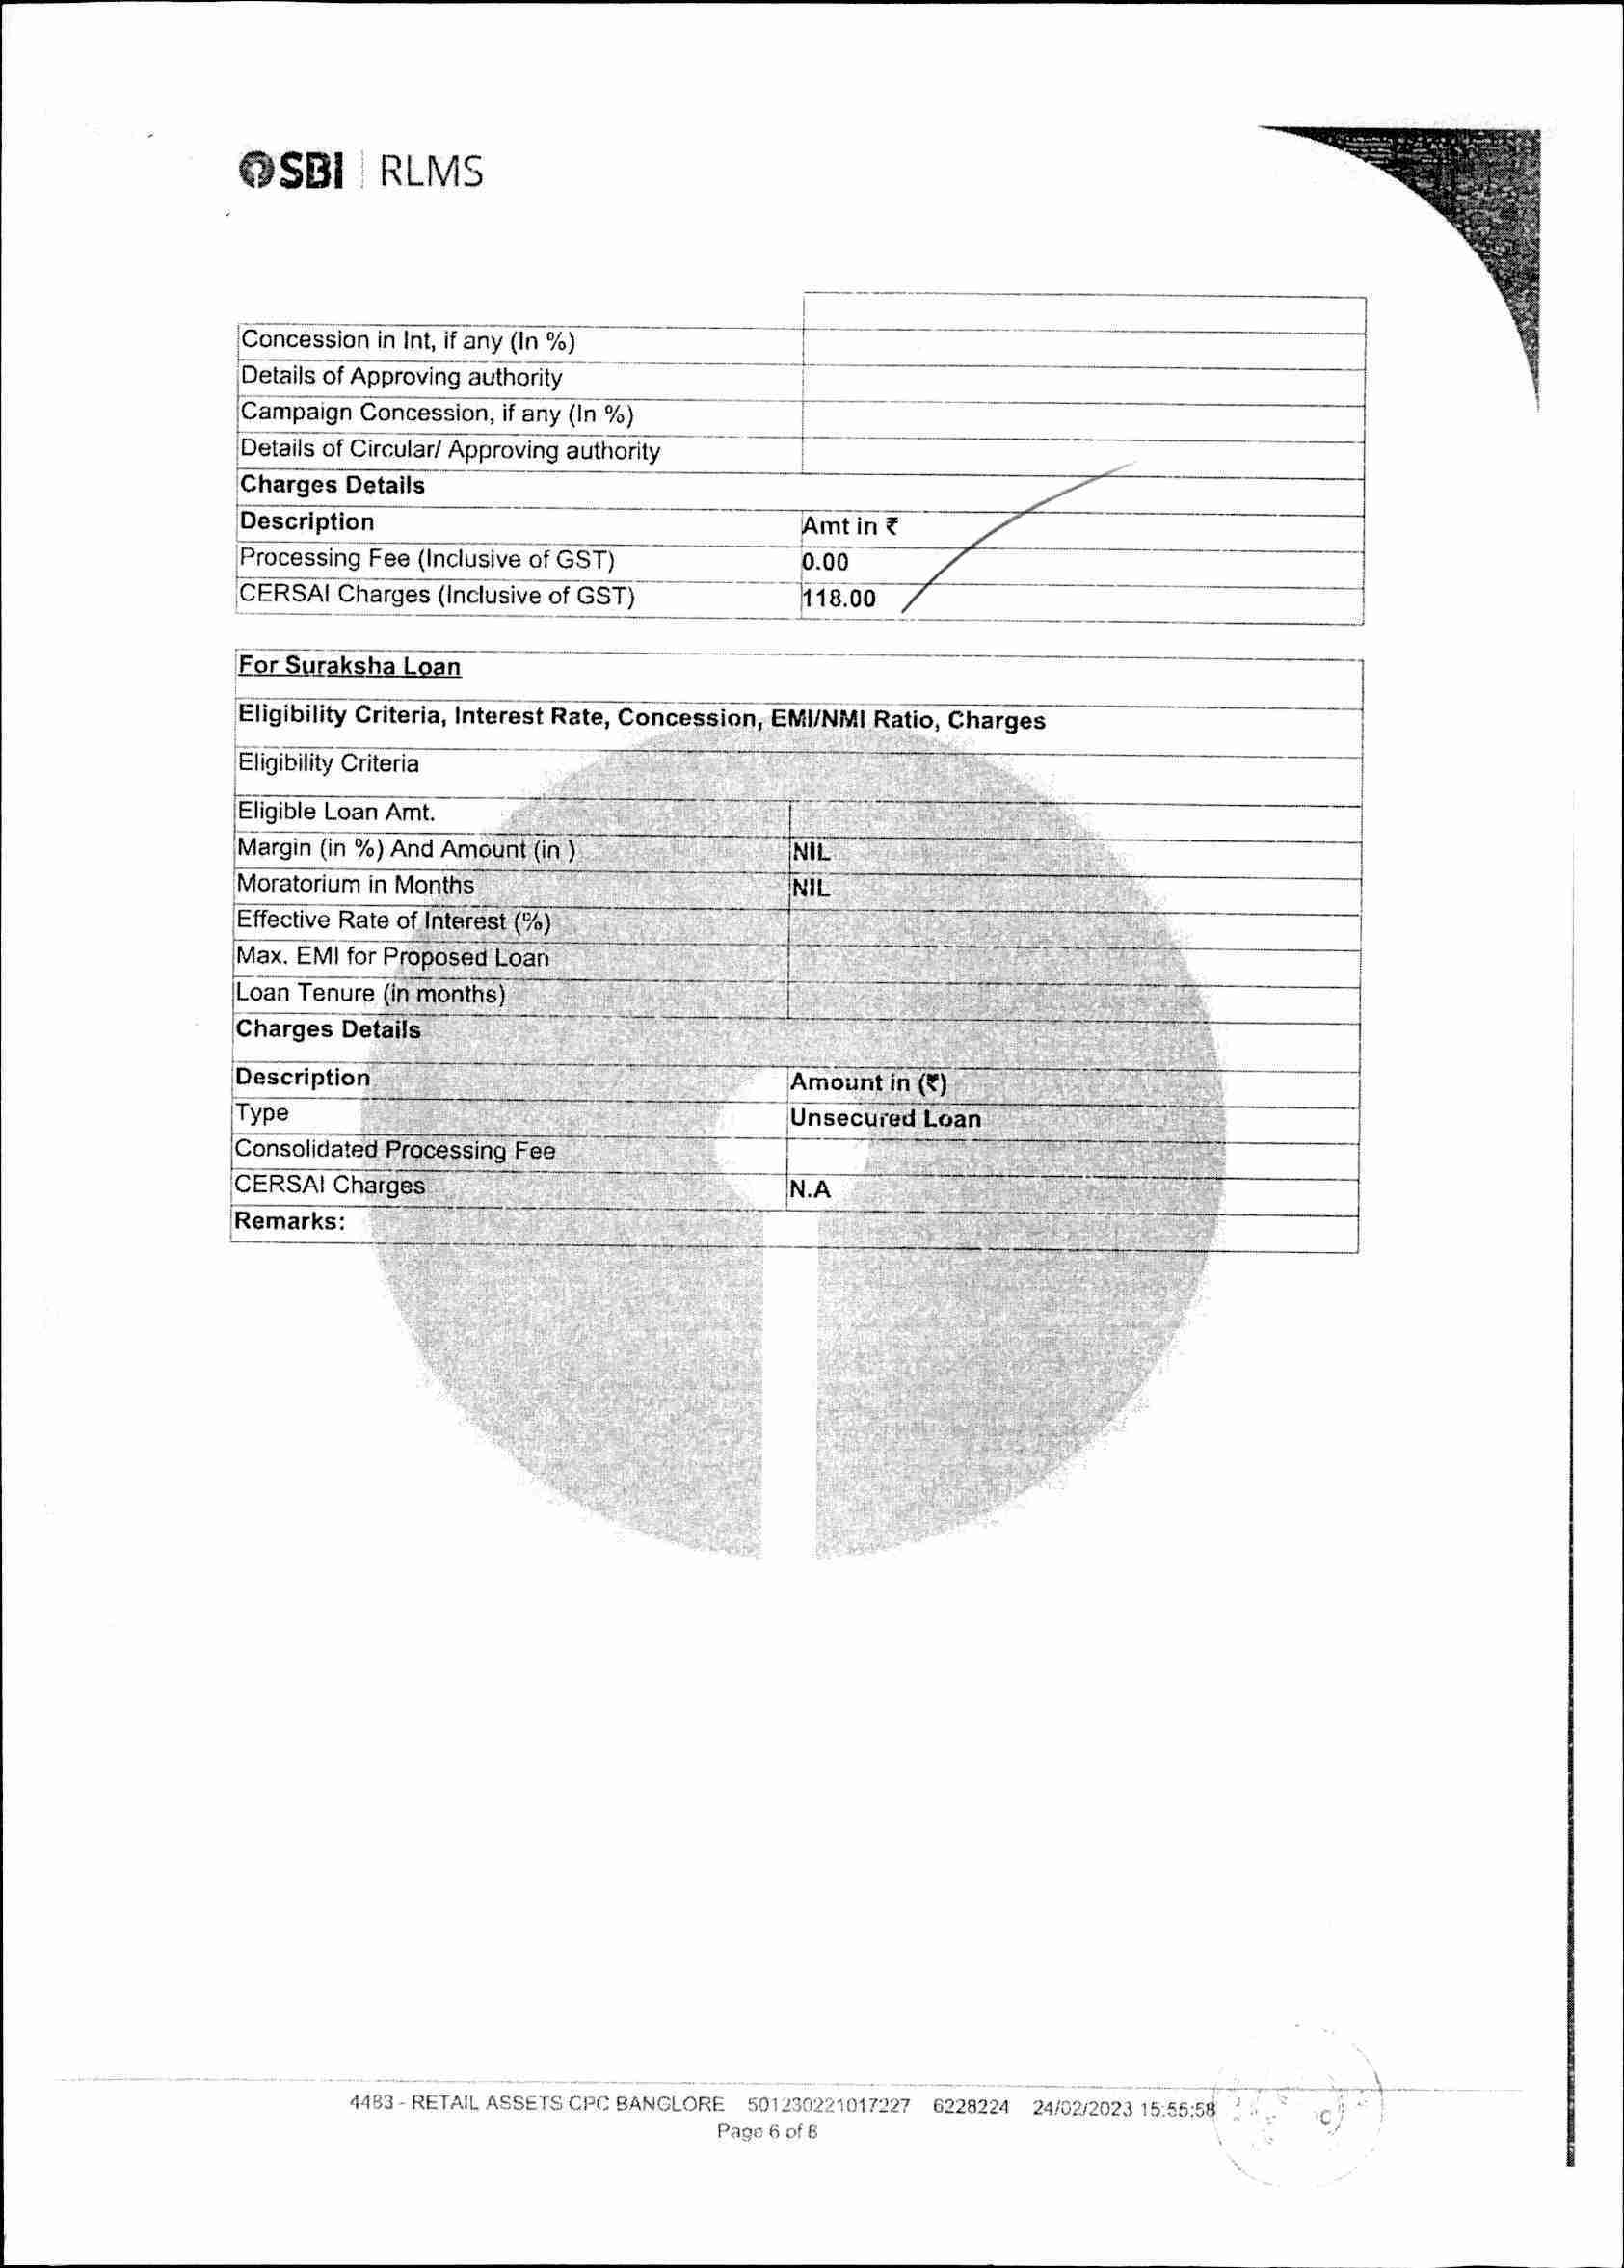 SBI | RLMS
Concession in Int, if any (In %)
Details of Approving authority
Campaign Concession, if any (In %)
Details of Circular/ Approving authority
Charges Details
Description Amt in ₹
Processing Fee (Inclusive of GST) 0.00
CERSAI Charges (Inclusive of GST) 118.00
For Suraksha Loan
Eligibility Criteria, Interest Rate, Concession, EMI/NMI Ratio, Charges
Eligibility Criteria
Eligible Loan Amt.
Margin (in %) And Amount (in ) NIL
Moratorium in Months NIL
Effective Rate of Interest (%)
Max. EMI for Proposed Loan
Loan Tenure (in months)
Charges Details
Description Amount in (₹)
Type Unsecured Loan
Consolidated Processing Fee
CERSAI Charges N.A
Remarks:
4483 - RETAIL ASSETS CPC BANGLORE 501230221017227 6228224 24/02/2023 15:55:58
Page 6 of 8